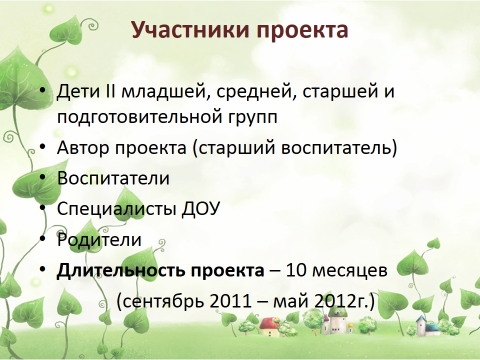 Участники проекта
• Дети II младшей, средней, старшей и
подготовительной групп
• Автор проекта (старший воспитатель)
• Воспитатели
• Специалисты ДОУ
• Родители
• Длительность проекта – 10 месяцев
(сентябрь 2011 – май 2012г.)